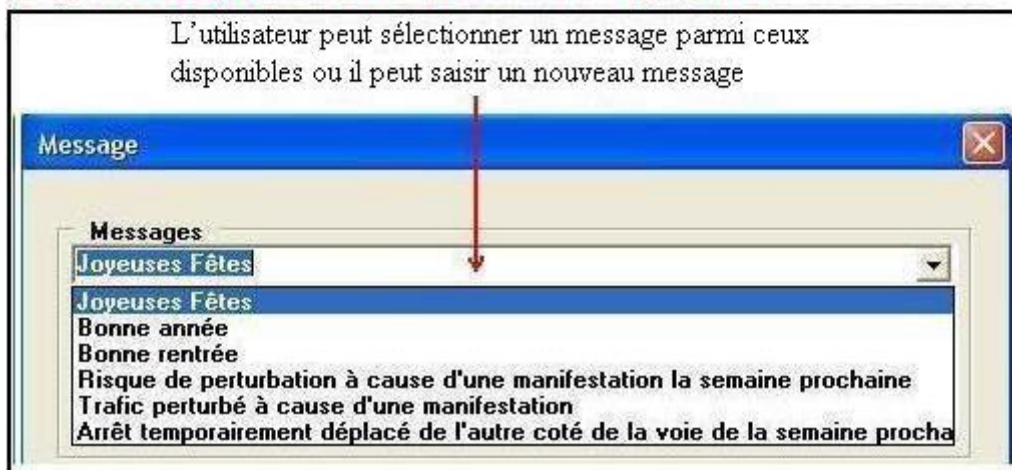 L'utilisateur peut sélectionner un message parmi ceux
disponibles ou il peut saisir un nouveau message
Message
Messages
Joyeuses Fêtes
Joyeuses Fêtes
Bonne année
Bonne rentrée
Risque de perturbation à cause d'une manifestation la semaine prochaine
Trafic perturbé à cause d'une manifestation
Arrêt temporairement déplacé de l'autre coté de la voie de la semaine procha